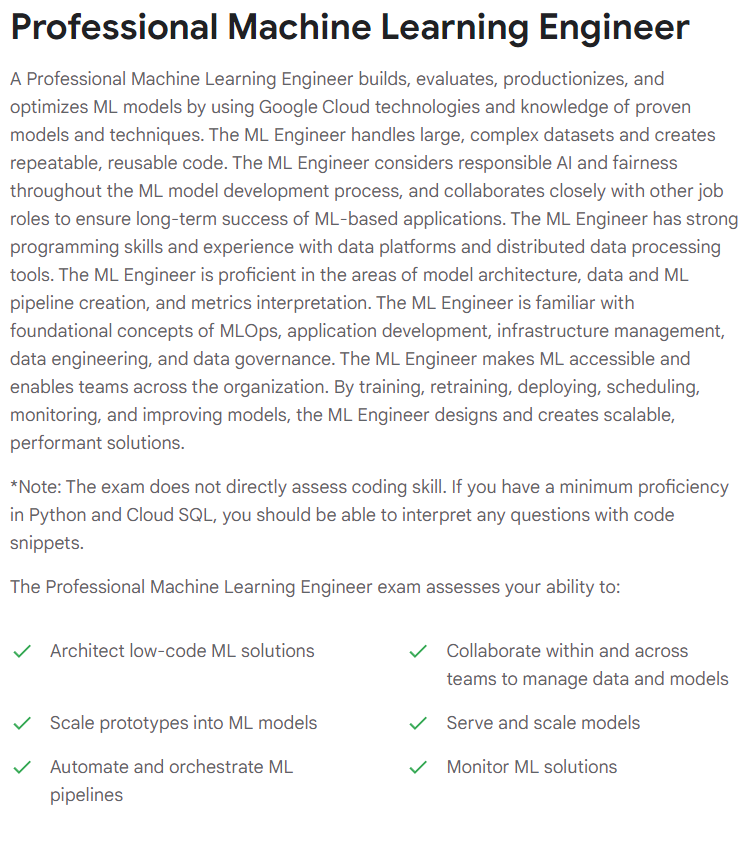 Professional Machine Learning Engineer
A Professional Machine Learning Engineer builds, evaluates, productionizes, and
optimizes ML models by using Google Cloud technologies and knowledge of proven
models and techniques. The ML Engineer handles large, complex datasets and creates
repeatable, reusable code. The ML Engineer considers responsible AI and fairness
throughout the ML model development process, and collaborates closely with other job
roles to ensure long-term success of ML-based applications. The ML Engineer has strong
programming skills and experience with data platforms and distributed data processing
tools. The ML Engineer is proficient in the areas of model architecture, data and ML
pipeline creation, and metrics interpretation. The ML Engineer is familiar with
foundational concepts of MLOps, application development, infrastructure management,
data engineering, and data governance. The ML Engineer makes ML accessible and
enables teams across the organization. By training, retraining, deploying, scheduling,
monitoring, and improving models, the ML Engineer designs and creates scalable,
performant solutions.
*Note: The exam does not directly assess coding skill. If you have a minimum proficiency
in Python and Cloud SQL, you should be able to interpret any questions with code
snippets.
The Professional Machine Learning Engineer exam assesses your ability to:
Architect low-code ML solutions
Collaborate within and across
teams to manage data and models
Scale prototypes into ML models
Serve and scale models
Automate and orchestrate ML
pipelines
Monitor ML solutions